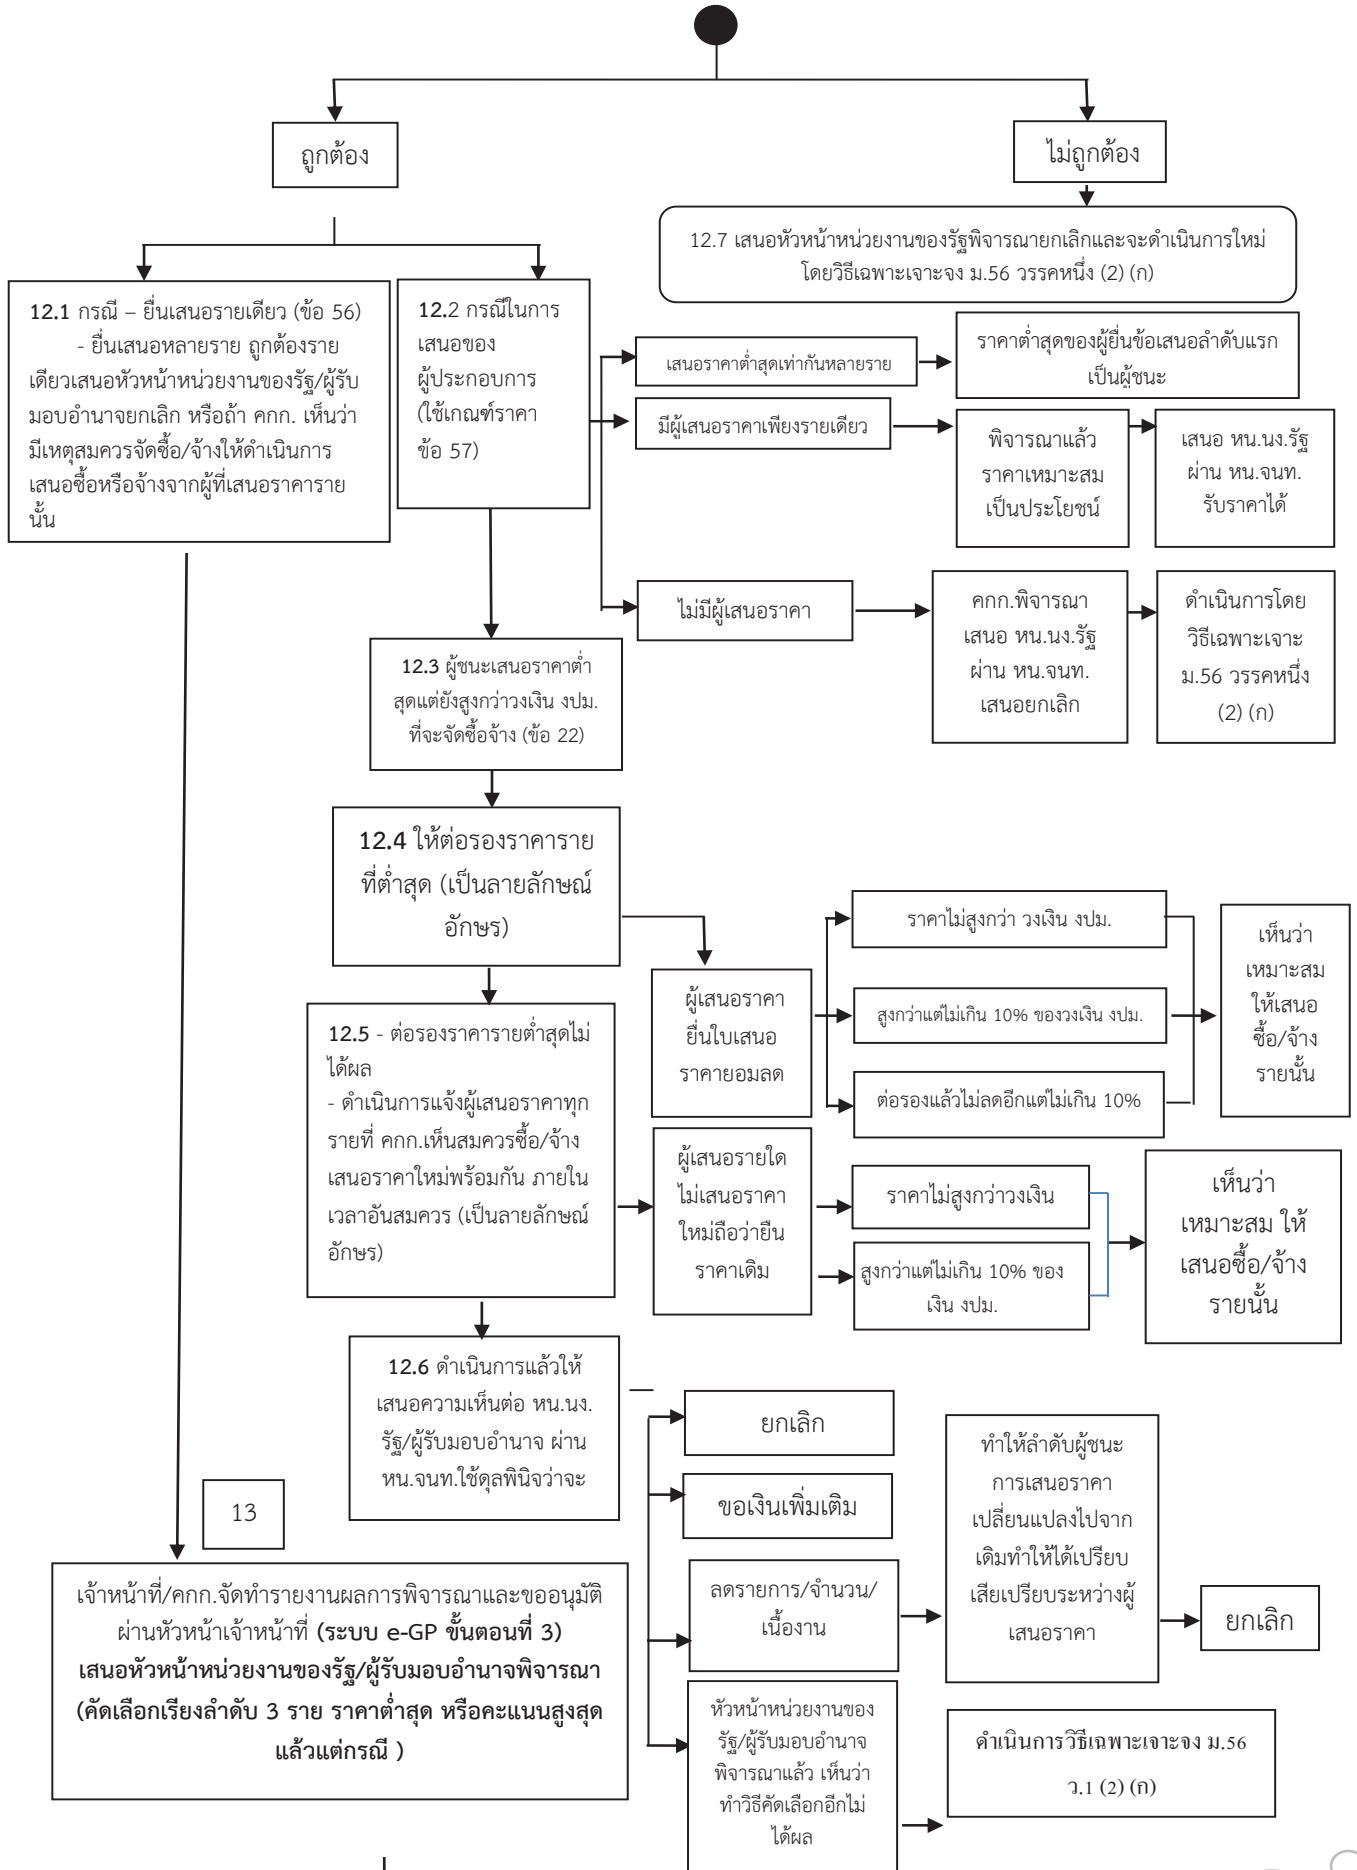 ถูกต้อง
ไม่ถูกต้อง
12.7 เสนอหัวหน้าหน่วยงานของรัฐพิจารณายกเลิกและจะดำเนินการใหม่
โดยวิธีเฉพาะเจาะจง ม.56 วรรคหนึ่ง (2) (ก)
12.1 กรณี – ยื่นเสนอรายเดียว (ข้อ 56)
- ยื่นเสนอหลายราย ถูกต้องราย
เดียวเสนอหัวหน้าหน่วยงานของรัฐ/ผู้รับ
มอบอำนาจยกเลิก หรือถ้า คกก. เห็นว่า
มีเหตุสมควรจัดซื้อ/จ้างให้ดำเนินการ
เสนอซื้อหรือจ้างจากผู้ที่เสนอราคาราย
นั้น
12.2 กรณีในการ
เสนอของ
ผู้ประกอบการ
(ใช้เกณฑ์ราคา
ข้อ 57)
เสนอราคาต่ำสุดเท่ากันหลายราย
ราคาต่ำสุดของผู้ยื่นข้อเสนอลำดับแรก
เป็นผู้ชนะ
มีผู้เสนอราคาเพียงรายเดียว
พิจารณาแล้ว
ราคาเหมาะสม
เป็นประโยชน์
เสนอ หน.นง.รัฐ
ผ่าน หน.จนท.
รับราคาได้
ไม่มีผู้เสนอราคา
คกก.พิจารณา
เสนอ หน.นง.รัฐ
ผ่าน หน.จนท.
เสนอยกเลิก
ดำเนินการโดย
วิธีเฉพาะเจาะ
ม.56 วรรคหนึ่ง
(2) (ก)
12.3 ผู้ชนะเสนอราคาต่ำ
สุดแต่ยังสูงกว่าวงเงิน งปม.
ที่จะจัดซื้อจ้าง (ข้อ 22)
12.4 ให้ต่อรองราคาราย
ที่ต่ำสุด (เป็นลายลักษณ์
อักษร)
ผู้เสนอราคา
ยื่นใบเสนอ
ราคายอมลด
ราคาไม่สูงกว่า วงเงิน งปม.
สูงกว่าแต่ไม่เกิน 10% ของวงเงิน งปม.
ต่อรองแล้วไม่ลดอีกแต่ไม่เกิน 10%
เห็นว่า
เหมาะสม
ให้เสนอ
ซื้อ/จ้าง
รายนั้น
12.5 - ต่อรองราคารายต่ำสุดไม่
ได้ผล
- ดำเนินการแจ้งผู้เสนอราคาทุก
รายที่ คกก.เห็นสมควรซื้อ/จ้าง
เสนอราคาใหม่พร้อมกัน ภายใน
เวลาอันสมควร (เป็นลายลักษณ์
อักษร)
ผู้เสนอรายใด
ไม่เสนอราคา
ใหม่ถือว่ายืน
ราคาเดิม
ราคาไม่สูงกว่าวงเงิน
สูงกว่าแต่ไม่เกิน 10% ของ
เงิน งปม.
เห็นว่า
เหมาะสม ให้
เสนอซื้อ/จ้าง
รายนั้น
12.6 ดำเนินการแล้วให้
เสนอความเห็นต่อ หน.นง.
รัฐ/ผู้รับมอบอำนาจ ผ่าน
หน.จนท.ใช้ดุลพินิจว่าจะ
ยกเลิก
ขอเงินเพิ่มเติม
ลดรายการ/จำนวน/
เนื้องาน
ทำให้ลำดับผู้ชนะ
การเสนอราคา
เปลี่ยนแปลงไปจาก
เดิมทำให้ได้เปรียบ
เสียเปรียบระหว่างผู้
เสนอราคา
ยกเลิก
หัวหน้าหน่วยงานของ
รัฐ/ผู้รับมอบอำนาจ
พิจารณาแล้ว เห็นว่า
ทำวิธีคัดเลือกอีกไม่
ได้ผล
ดำเนินการวิธีเฉพาะเจาะจง ม.56
ว.1 (2) (ก)
13
เจ้าหน้าที่/คกก.จัดทำรายงานผลการพิจารณาและขออนุมัติ
ผ่านหัวหน้าเจ้าหน้าที่ (ระบบ e-GP ขั้นตอนที่ 3)
เสนอหัวหน้าหน่วยงานของรัฐ/ผู้รับมอบอำนาจพิจารณา
(คัดเลือกเรียงลำดับ 3 ราย ราคาต่ำสุด หรือคะแนนสูงสุด
แล้วแต่กรณี )